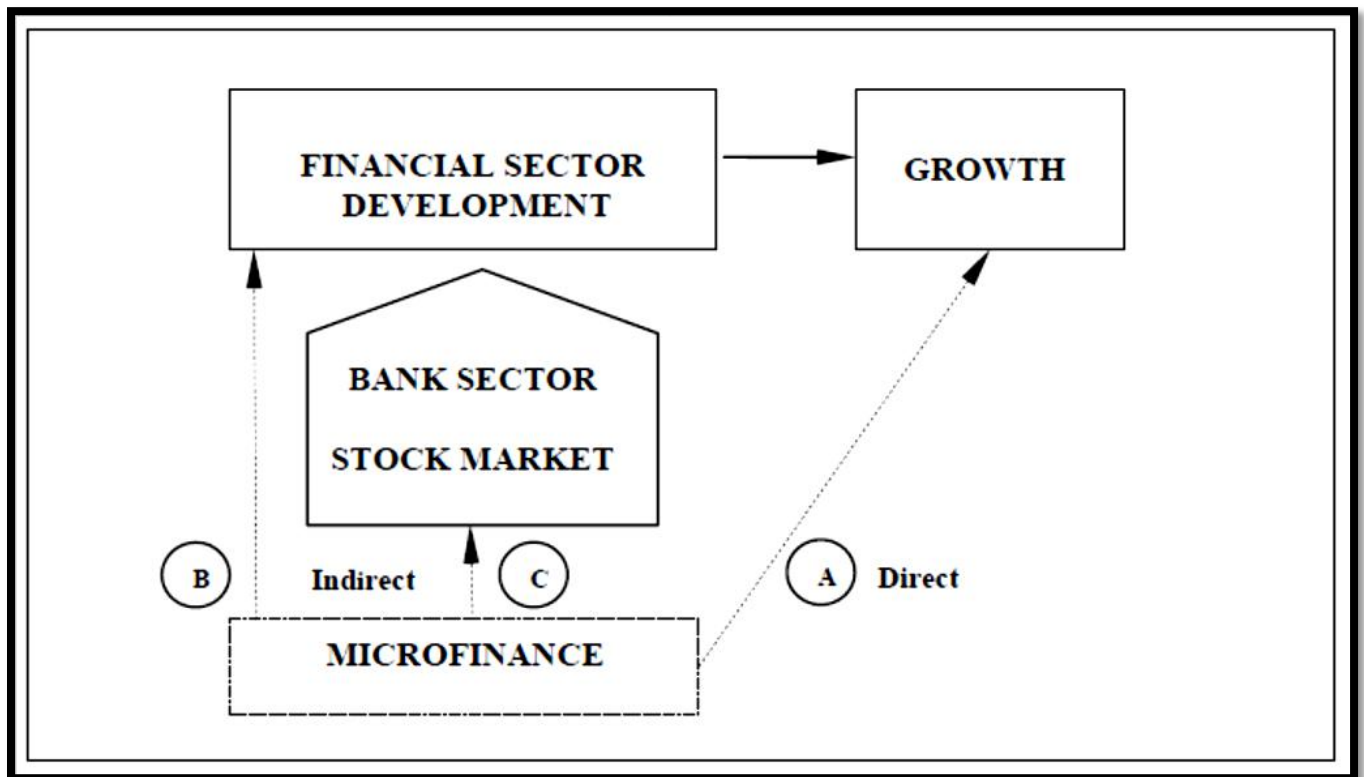 FINANCIAL SECTOR
DEVELOPMENT
GROWTH
BANK SECTOR
STOCK MARKET
B
Indirect
C
A
Direct
MICROFINANCE